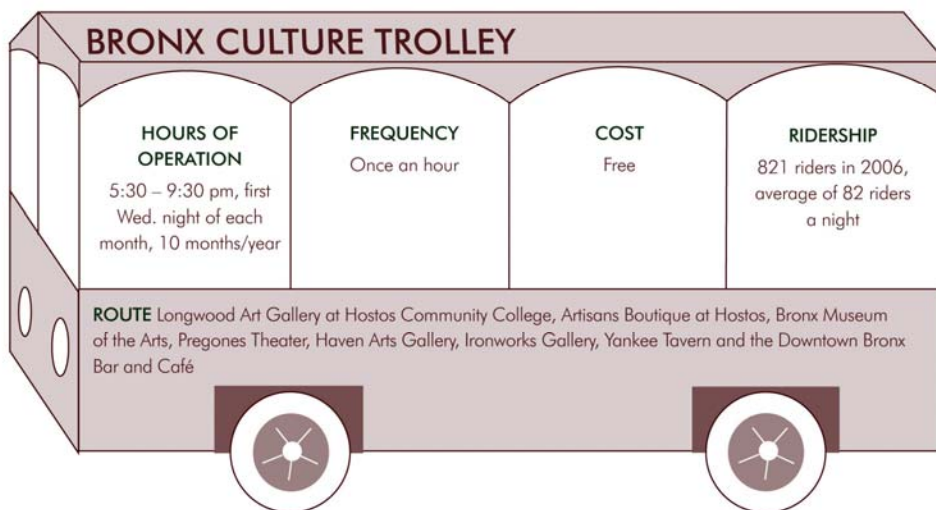 BRONX CULTURE TROLLEY
HOURS OF
OPERATION
5:30 – 9:30 pm, first
Wed. night of each
month, 10 months/year
FREQUENCY
Once an hour
COST
Free
RIDERSHIP
821 riders in 2006,
average of 82 riders
a night
ROUTE Longwood Art Gallery at Hostos Community College, Artisans Boutique at Hostos, Bronx Museum
of the Arts, Pregones Theater, Haven Arts Gallery, Ironworks Gallery, Yankee Tavern and the Downtown Bronx
Bar and Café